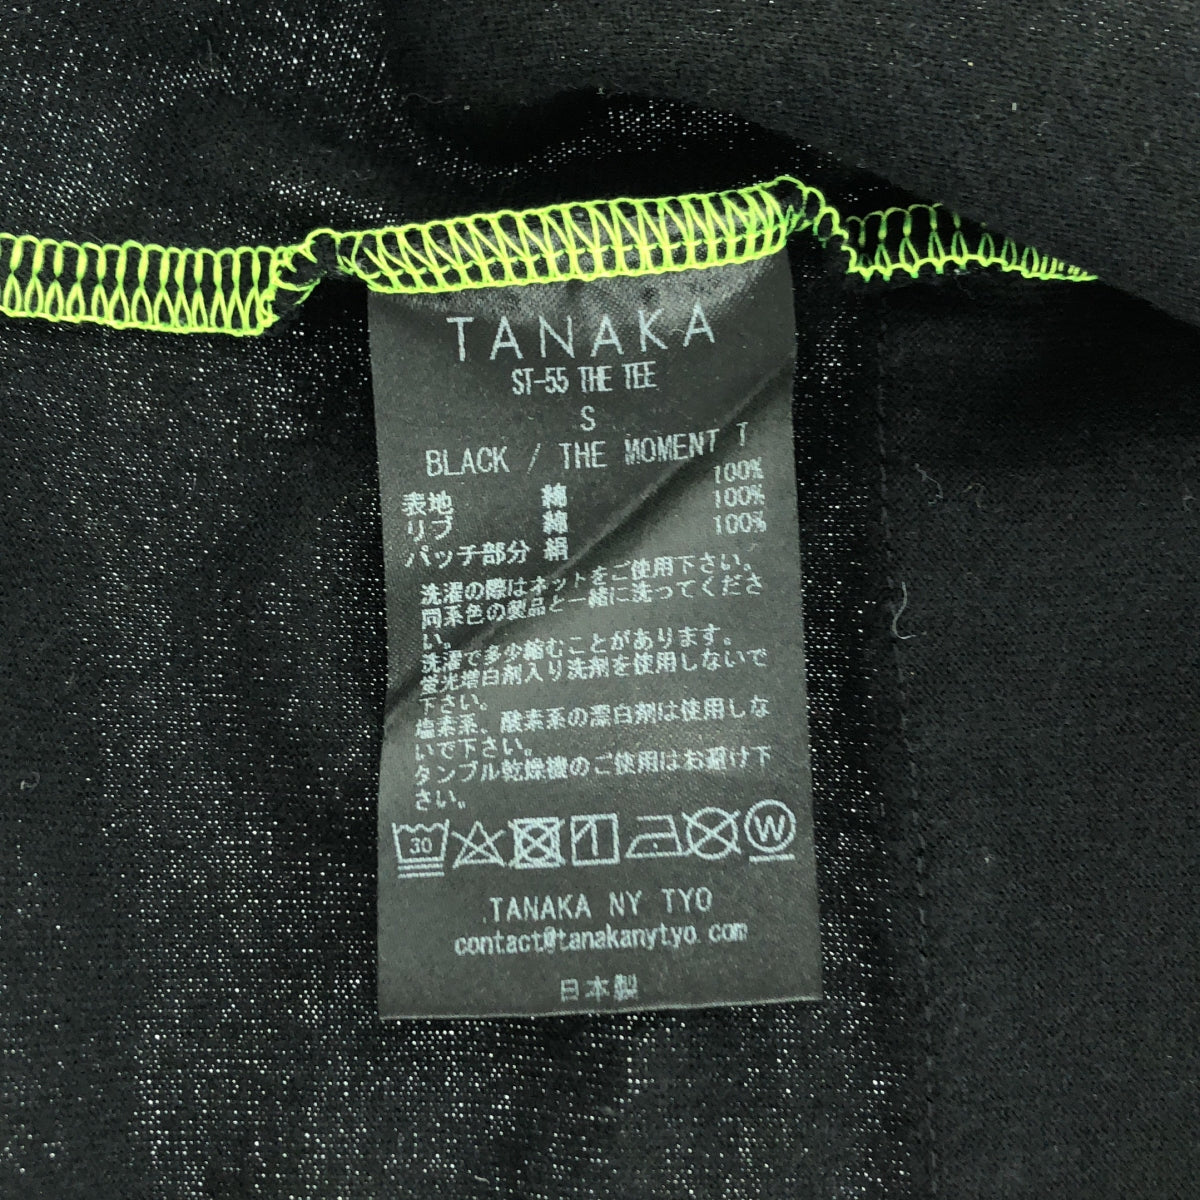 TANAKA
ST-55 THE TEE
S
BLACK / THE MOMENT T
表地 綿 100%
リブ 綿 100%
パッチ部分 絹 100%
洗濯の際はネットをご使用下さい。
同系色の製品と一緒に洗ってくださ
い。
洗濯で多少縮むことがあります。
蛍光増白剤入り洗剤を使用しないで
下さい。
塩素系、酸素系の漂白剤は使用しな
いで下さい。
タンブル乾燥機のご使用はお避け下
さい。
30
W
TANAKA NY TYO
contact@tanakanytyo.com
日本製